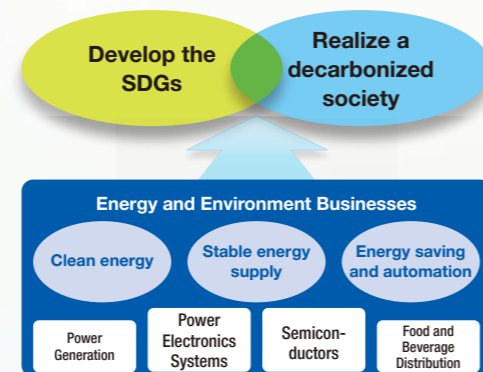 Develop the
SDGs
Realize a
decarbonized
society
Energy and Environment Businesses
Clean energy
Stable energy
supply
Energy saving
and automation
Power
Generation
Power
Electronics
Systems
Semicon-
ductors
Food and
Beverage
Distribution